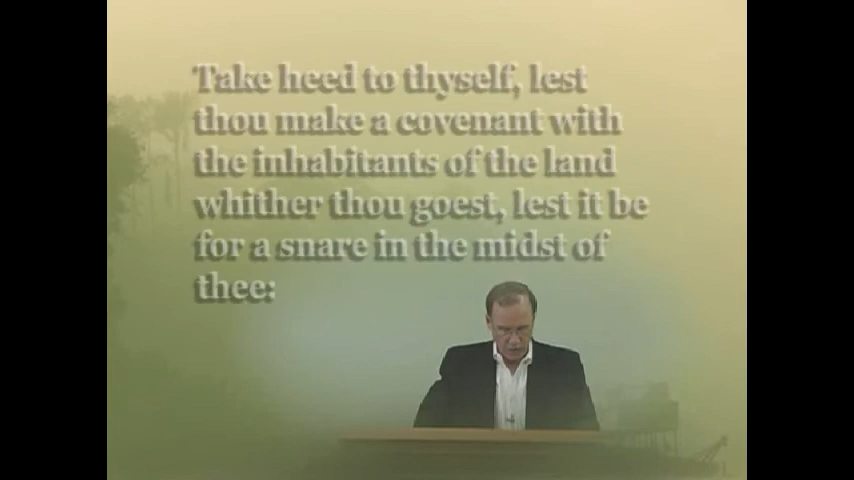 Take heed to thyself, lest
thou make a covenant with
the inhabitants of the land
whither thou goest, lest it be
for a snare in the midst of
thee: